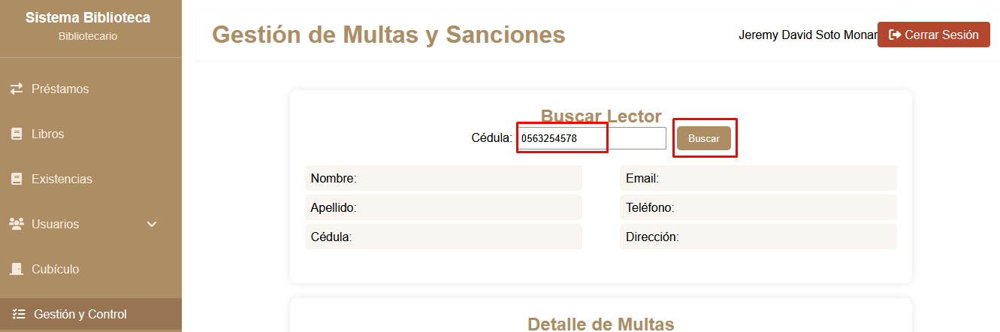 Sistema Biblioteca
Bibliotecario
Préstamos
Libros
Existencias
Usuarios
Cubículo
Gestión y Control
Gestión de Multas y Sanciones
Jeremy David Soto Monar
Cerrar Sesión
Buscar Lector
Cédula: 0563254578 Buscar
Nombre: Email:
Apellido: Teléfono:
Cédula: Dirección:
Detalle de Multas